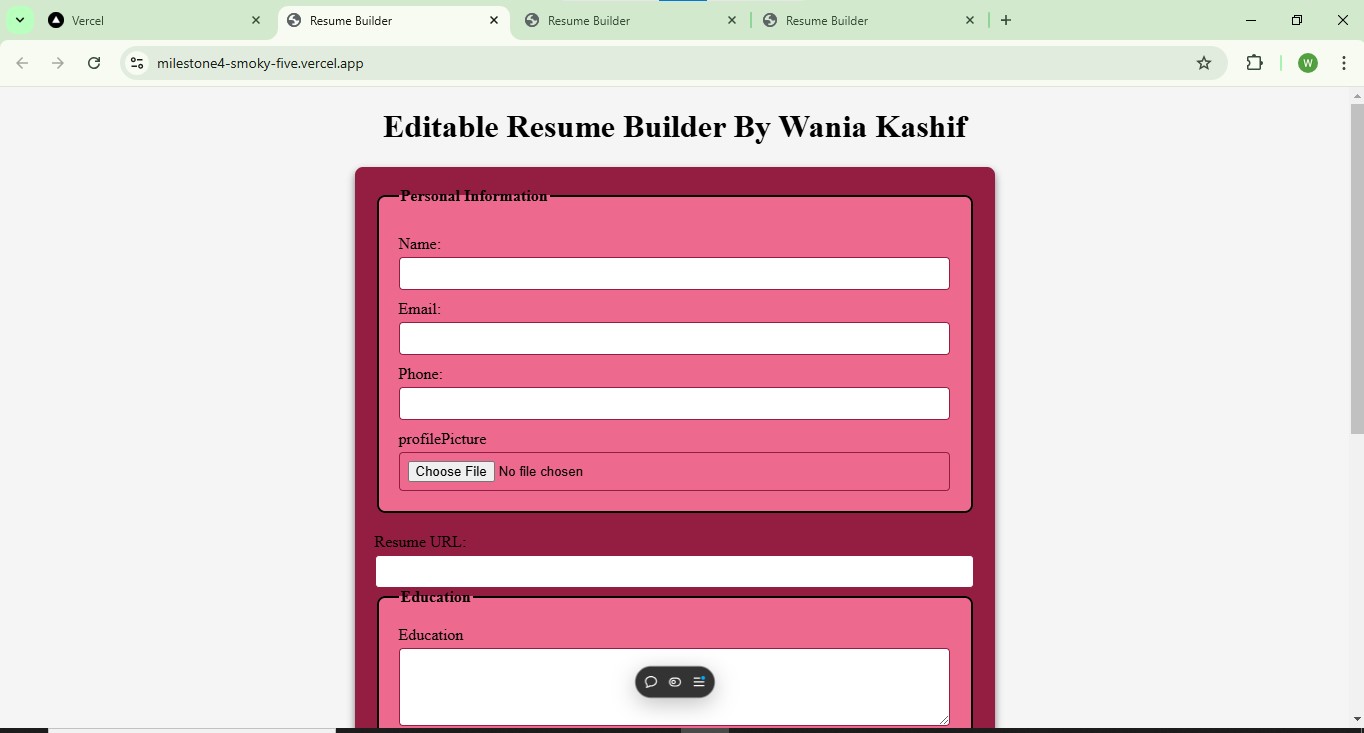 Vercel
Resume Builder
Resume Builder
Resume Builder
milestone4-smoky-five.vercel.app
W
Editable Resume Builder By Wania Kashif
Personal Information
Name:
Email:
Phone:
profilePicture
Choose File No file chosen
Resume URL:
Education
Education